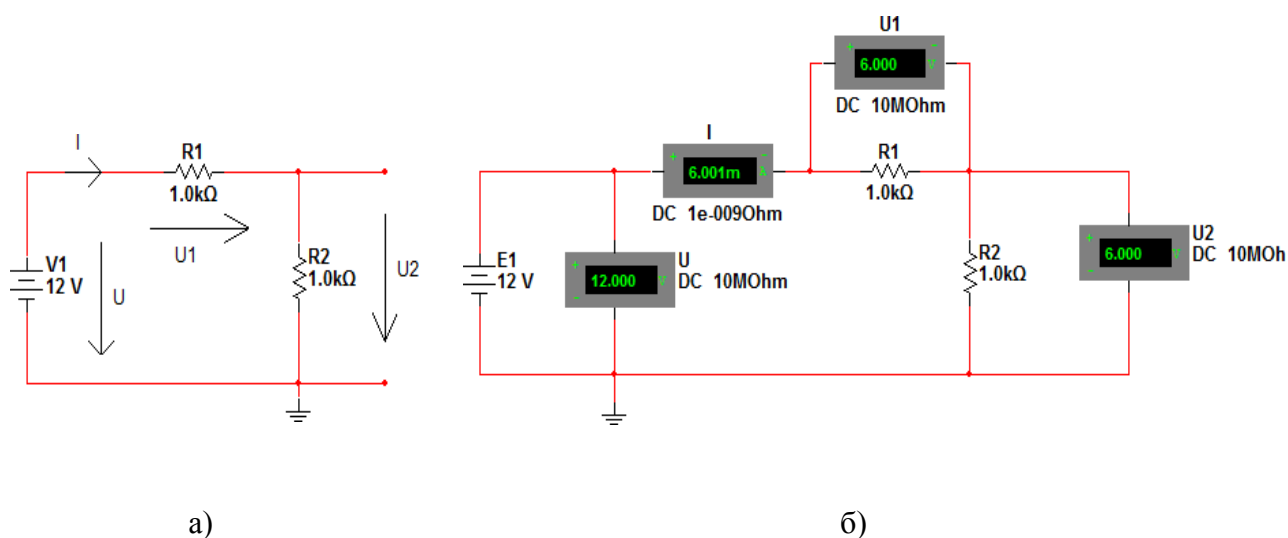 I
R1
1.0kΩ
U1
V1
12 V
U
R2
1.0kΩ
U2
а)
U1
+ -
6.000 V
DC 10MOhm
I
+ -
6.001m A
DC 1e-009Ohm
R1
1.0kΩ
E1
12 V
+
12.000 V
-
U
DC 10MOhm
R2
1.0kΩ
+
6.000 V
-
U2
DC 10MOh
б)